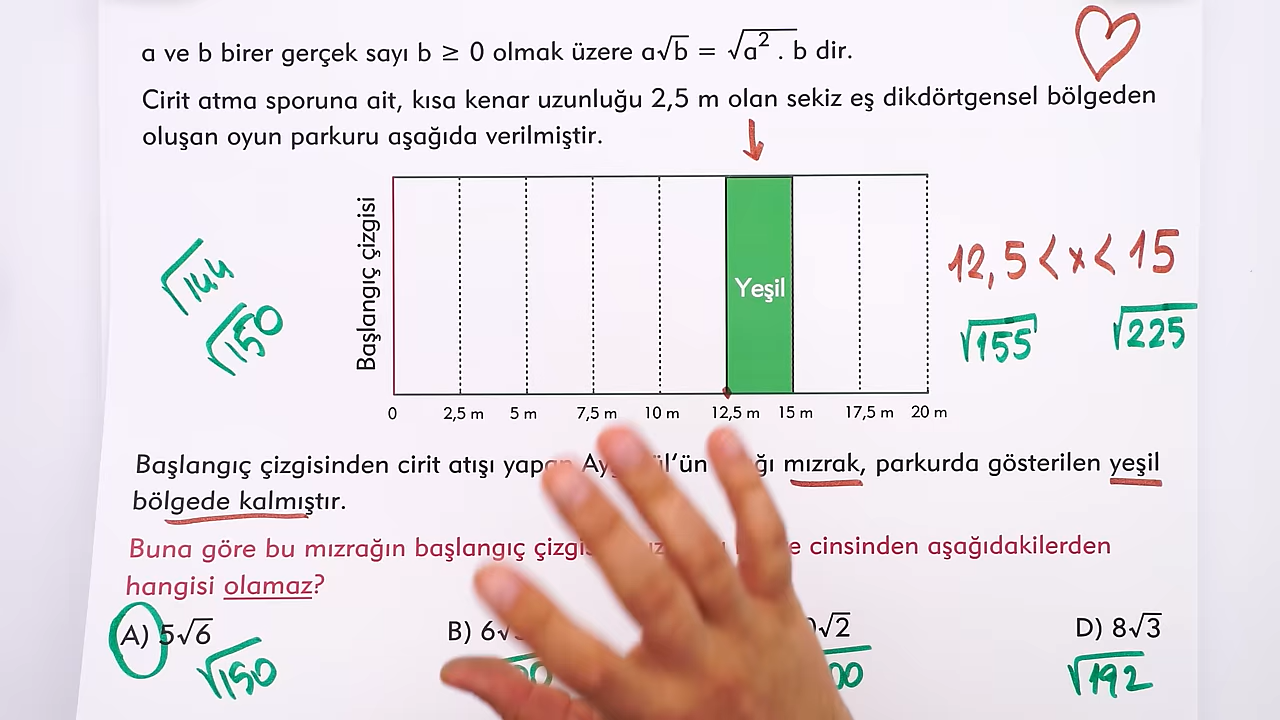 a ve b birer gerçek sayı b ≥ 0 olmak üzere a√b = √a² . b dir.
Cirit atma sporuna ait, kısa kenar uzunluğu 2,5 m olan sekiz eş dikdörtgensel bölgeden
oluşan oyun parkuru aşağıda verilmiştir.
Başlangıç çizgisi
Yeşil
√144
√150
12,5 < x < 15
√155 √225
0 2,5 m 5 m 7,5 m 10 m 12,5 m 15 m 17,5 m 20 m
Başlangıç çizgisinden cirit atışı mızrak, parkurda gösterilen yeşil
bölgede kalmıştır.
Buna göre bu mızrağın başlangıç cinsinden aşağıdakilerden
hangisi olamaz?
A) 5√6 B) √2 D) 8√3
√150 √192